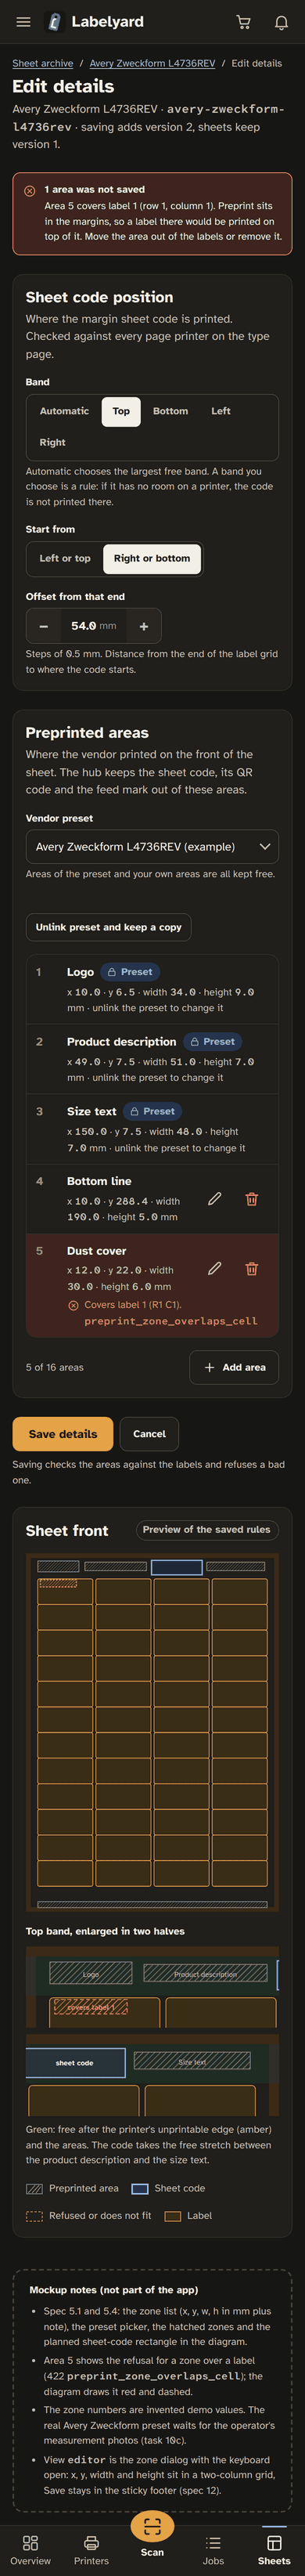 Labelyard
Sheet archive / Avery Zweckform L4736REV / Edit details
Edit details
Avery Zweckform L4736REV · avery-zweckform-
l4736rev · saving adds version 2, sheets keep
version 1.
1 area was not saved
Area 5 covers label 1 (row 1, column 1). Preprint sits
in the margins, so a label there would be printed on
top of it. Move the area out of the labels or remove it.
Sheet code position
Where the margin sheet code is printed.
Checked against every page printer on the type
page.
Band
Automatic Top Bottom Left
Right
Automatic chooses the largest free band. A band you
choose is a rule: if it has no room on a printer, the code
is not printed there.
Start from
Left or top Right or bottom
Offset from that end
− 54.0 mm +
Steps of 0.5 mm. Distance from the end of the label grid
to where the code starts.
Preprinted areas
Where the vendor printed on the front of the
sheet. The hub keeps the sheet code, its QR
code and the feed mark out of these areas.
Vendor preset
Avery Zweckform L4736REV (example)
Areas of the preset and your own areas are all kept free.
Unlink preset and keep a copy
1 Logo Preset
x 10.0 · y 6.5 · width 34.0 · height 9.0
mm · unlink the preset to change it
2 Product description Preset
x 49.0 · y 7.5 · width 51.0 · height 7.0
mm · unlink the preset to change it
3 Size text Preset
x 150.0 · y 7.5 · width 48.0 · height
7.0 mm · unlink the preset to change it
4 Bottom line
x 10.0 · y 288.4 · width
190.0 · height 5.0 mm
5 Dust cover
x 12.0 · y 22.0 · width
30.0 · height 6.0 mm
Covers label 1 (R1 C1).
preprint_zone_overlaps_cell
5 of 16 areas
+ Add area
Save details Cancel
Saving checks the areas against the labels and refuses a bad
one.
Sheet front Preview of the saved rules
Top band, enlarged in two halves
Logo Product description
covers label 1
sheet code Size text
Green: free after the printer's unprintable edge (amber)
and the areas. The code takes the free stretch between
the product description and the size text.
Preprinted area Sheet code
Refused or does not fit Label
Mockup notes (not part of the app)
• Spec 5.1 and 5.4: the zone list (x, y, w, h in mm plus
note), the preset picker, the hatched zones and the
planned sheet-code rectangle in the diagram.
• Area 5 shows the refusal for a zone over a label
(422 preprint_zone_overlaps_cell); the
diagram draws it red and dashed.
• The zone numbers are invented demo values. The
real Avery Zweckform preset waits for the operator's
measurement photos (task 10c).
• View editor is the zone dialog with the keyboard
open: x, y, width and height sit in a two-column grid,
Save stays in the sticky footer (spec 12).
Overview Printers Scan Jobs Sheets